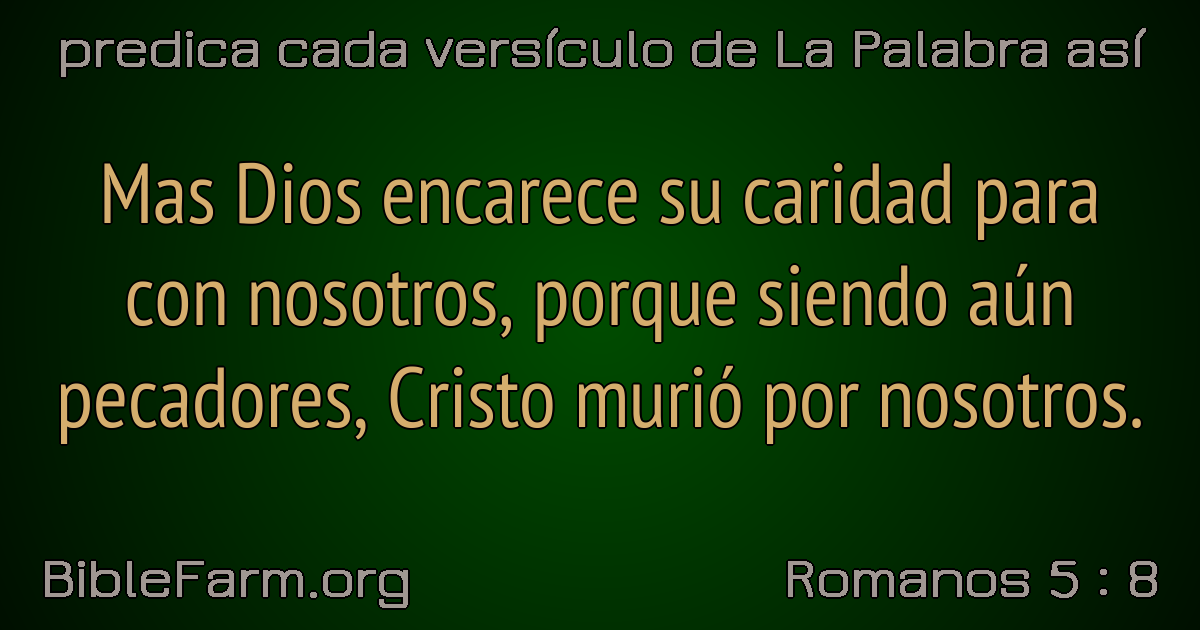 predica cada versículo de La Palabra así
Mas Dios encarece su caridad para
con nosotros, porque siendo aún
pecadores, Cristo murió por nosotros.
BibleFarm.org
Romanos 5 : 8